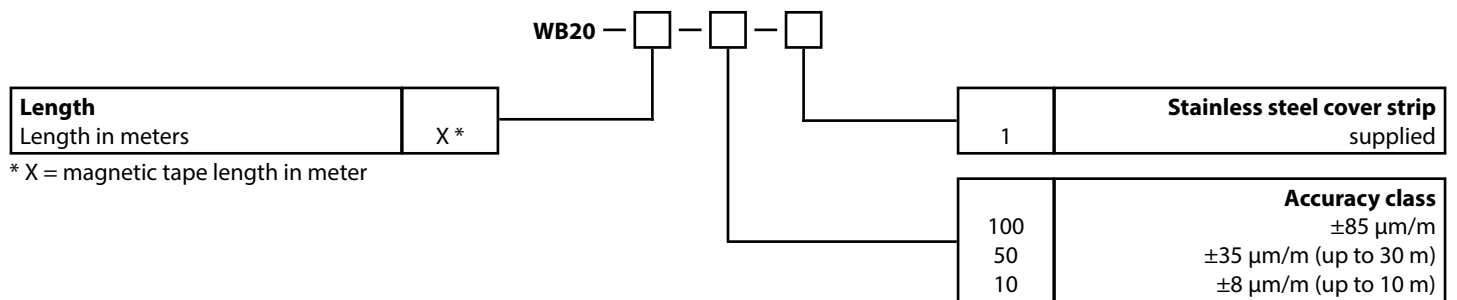 WB20 — — —
Length
Length in meters X *
* X = magnetic tape length in meter
Stainless steel cover strip
1 supplied
Accuracy class
100 ±85 µm/m
50 ±35 µm/m (up to 30 m)
10 ±8 µm/m (up to 10 m)